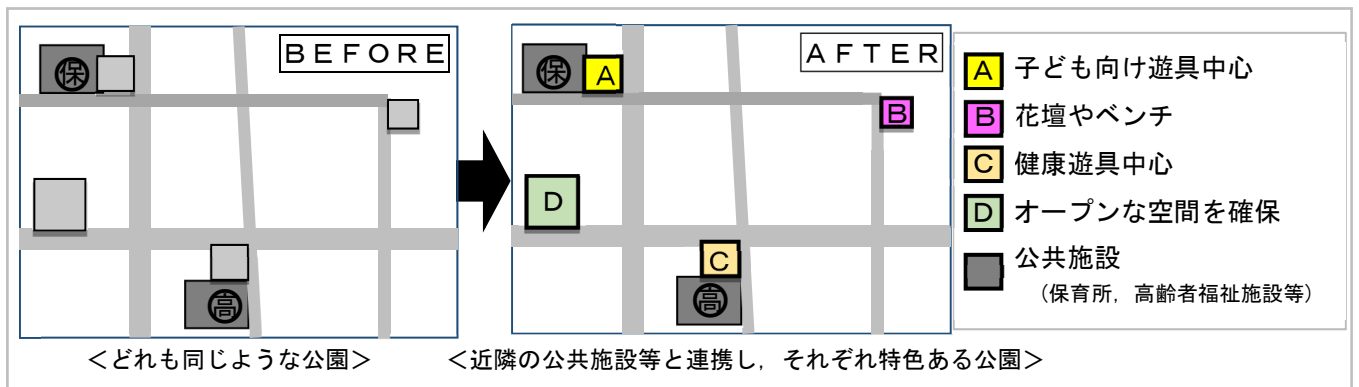 ＢＥＦＯＲＥ
保
高
＜どれも同じような公園＞
ＡＦＴＥＲ
保
A
B
D
C
高
＜近隣の公共施設等と連携し，それぞれ特色ある公園＞
A 子ども向け遊具中心
B 花壇やベンチ
C 健康遊具中心
D オープンな空間を確保
公共施設
（保育所，高齢者福祉施設等）